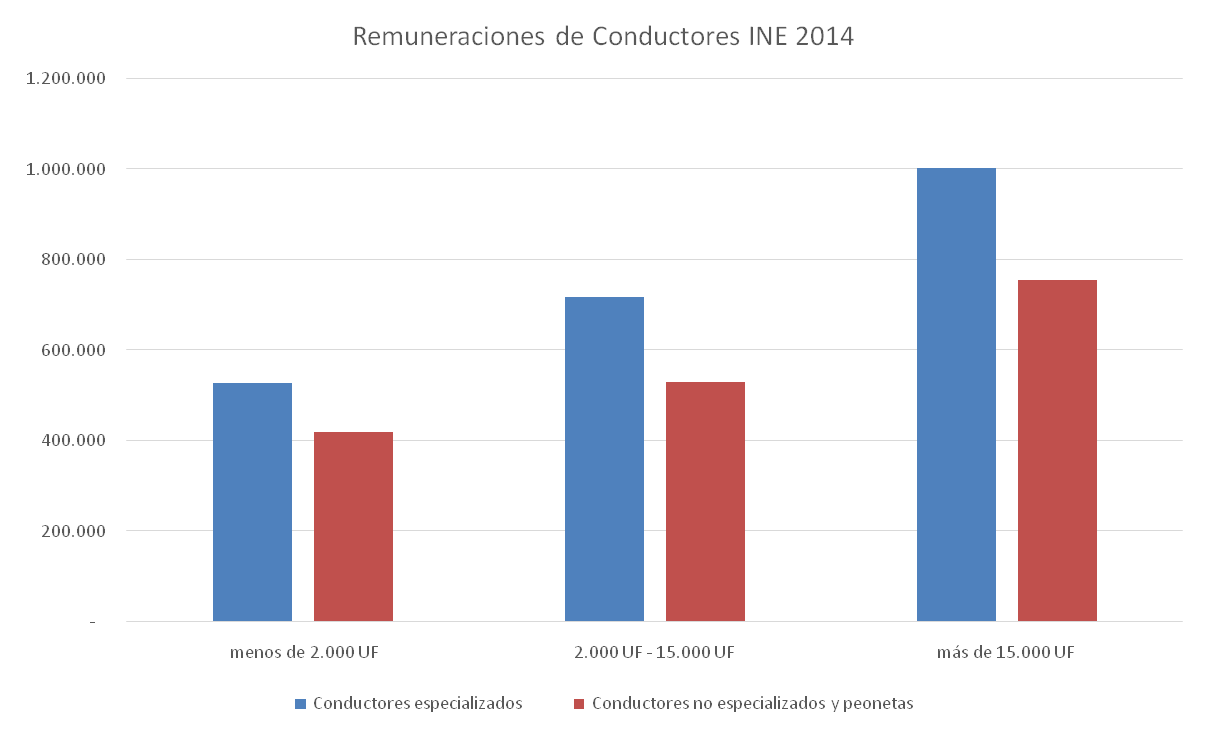 Remuneraciones de Conductores INE 2014
1.200.000
1.000.000
800.000
600.000
400.000
200.000
-
menos de 2.000 UF
2.000 UF - 15.000 UF
más de 15.000 UF
Conductores especializados
Conductores no especializados y peonetas